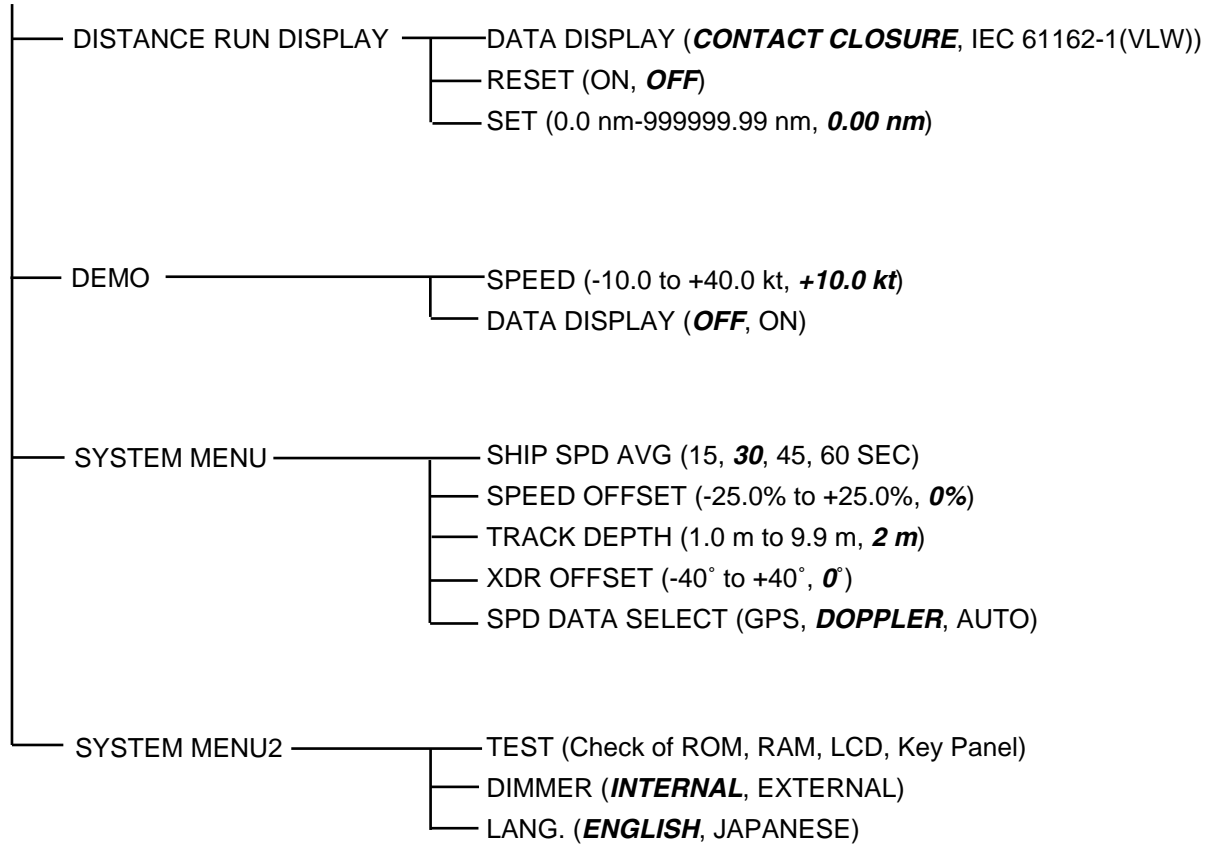 DISTANCE RUN DISPLAY DATA DISPLAY (CONTACT CLOSURE, IEC 61162-1(VLW))
RESET (ON, OFF)
SET (0.0 nm-999999.99 nm, 0.00 nm)
DEMO SPEED (-10.0 to +40.0 kt, +10.0 kt)
DATA DISPLAY (OFF, ON)
SYSTEM MENU SHIP SPD AVG (15, 30, 45, 60 SEC)
SPEED OFFSET (-25.0% to +25.0%, 0%)
TRACK DEPTH (1.0 m to 9.9 m, 2 m)
XDR OFFSET (-40˚ to +40˚, 0˚)
SPD DATA SELECT (GPS, DOPPLER, AUTO)
SYSTEM MENU2 TEST (Check of ROM, RAM, LCD, Key Panel)
DIMMER (INTERNAL, EXTERNAL)
LANG. (ENGLISH, JAPANESE)